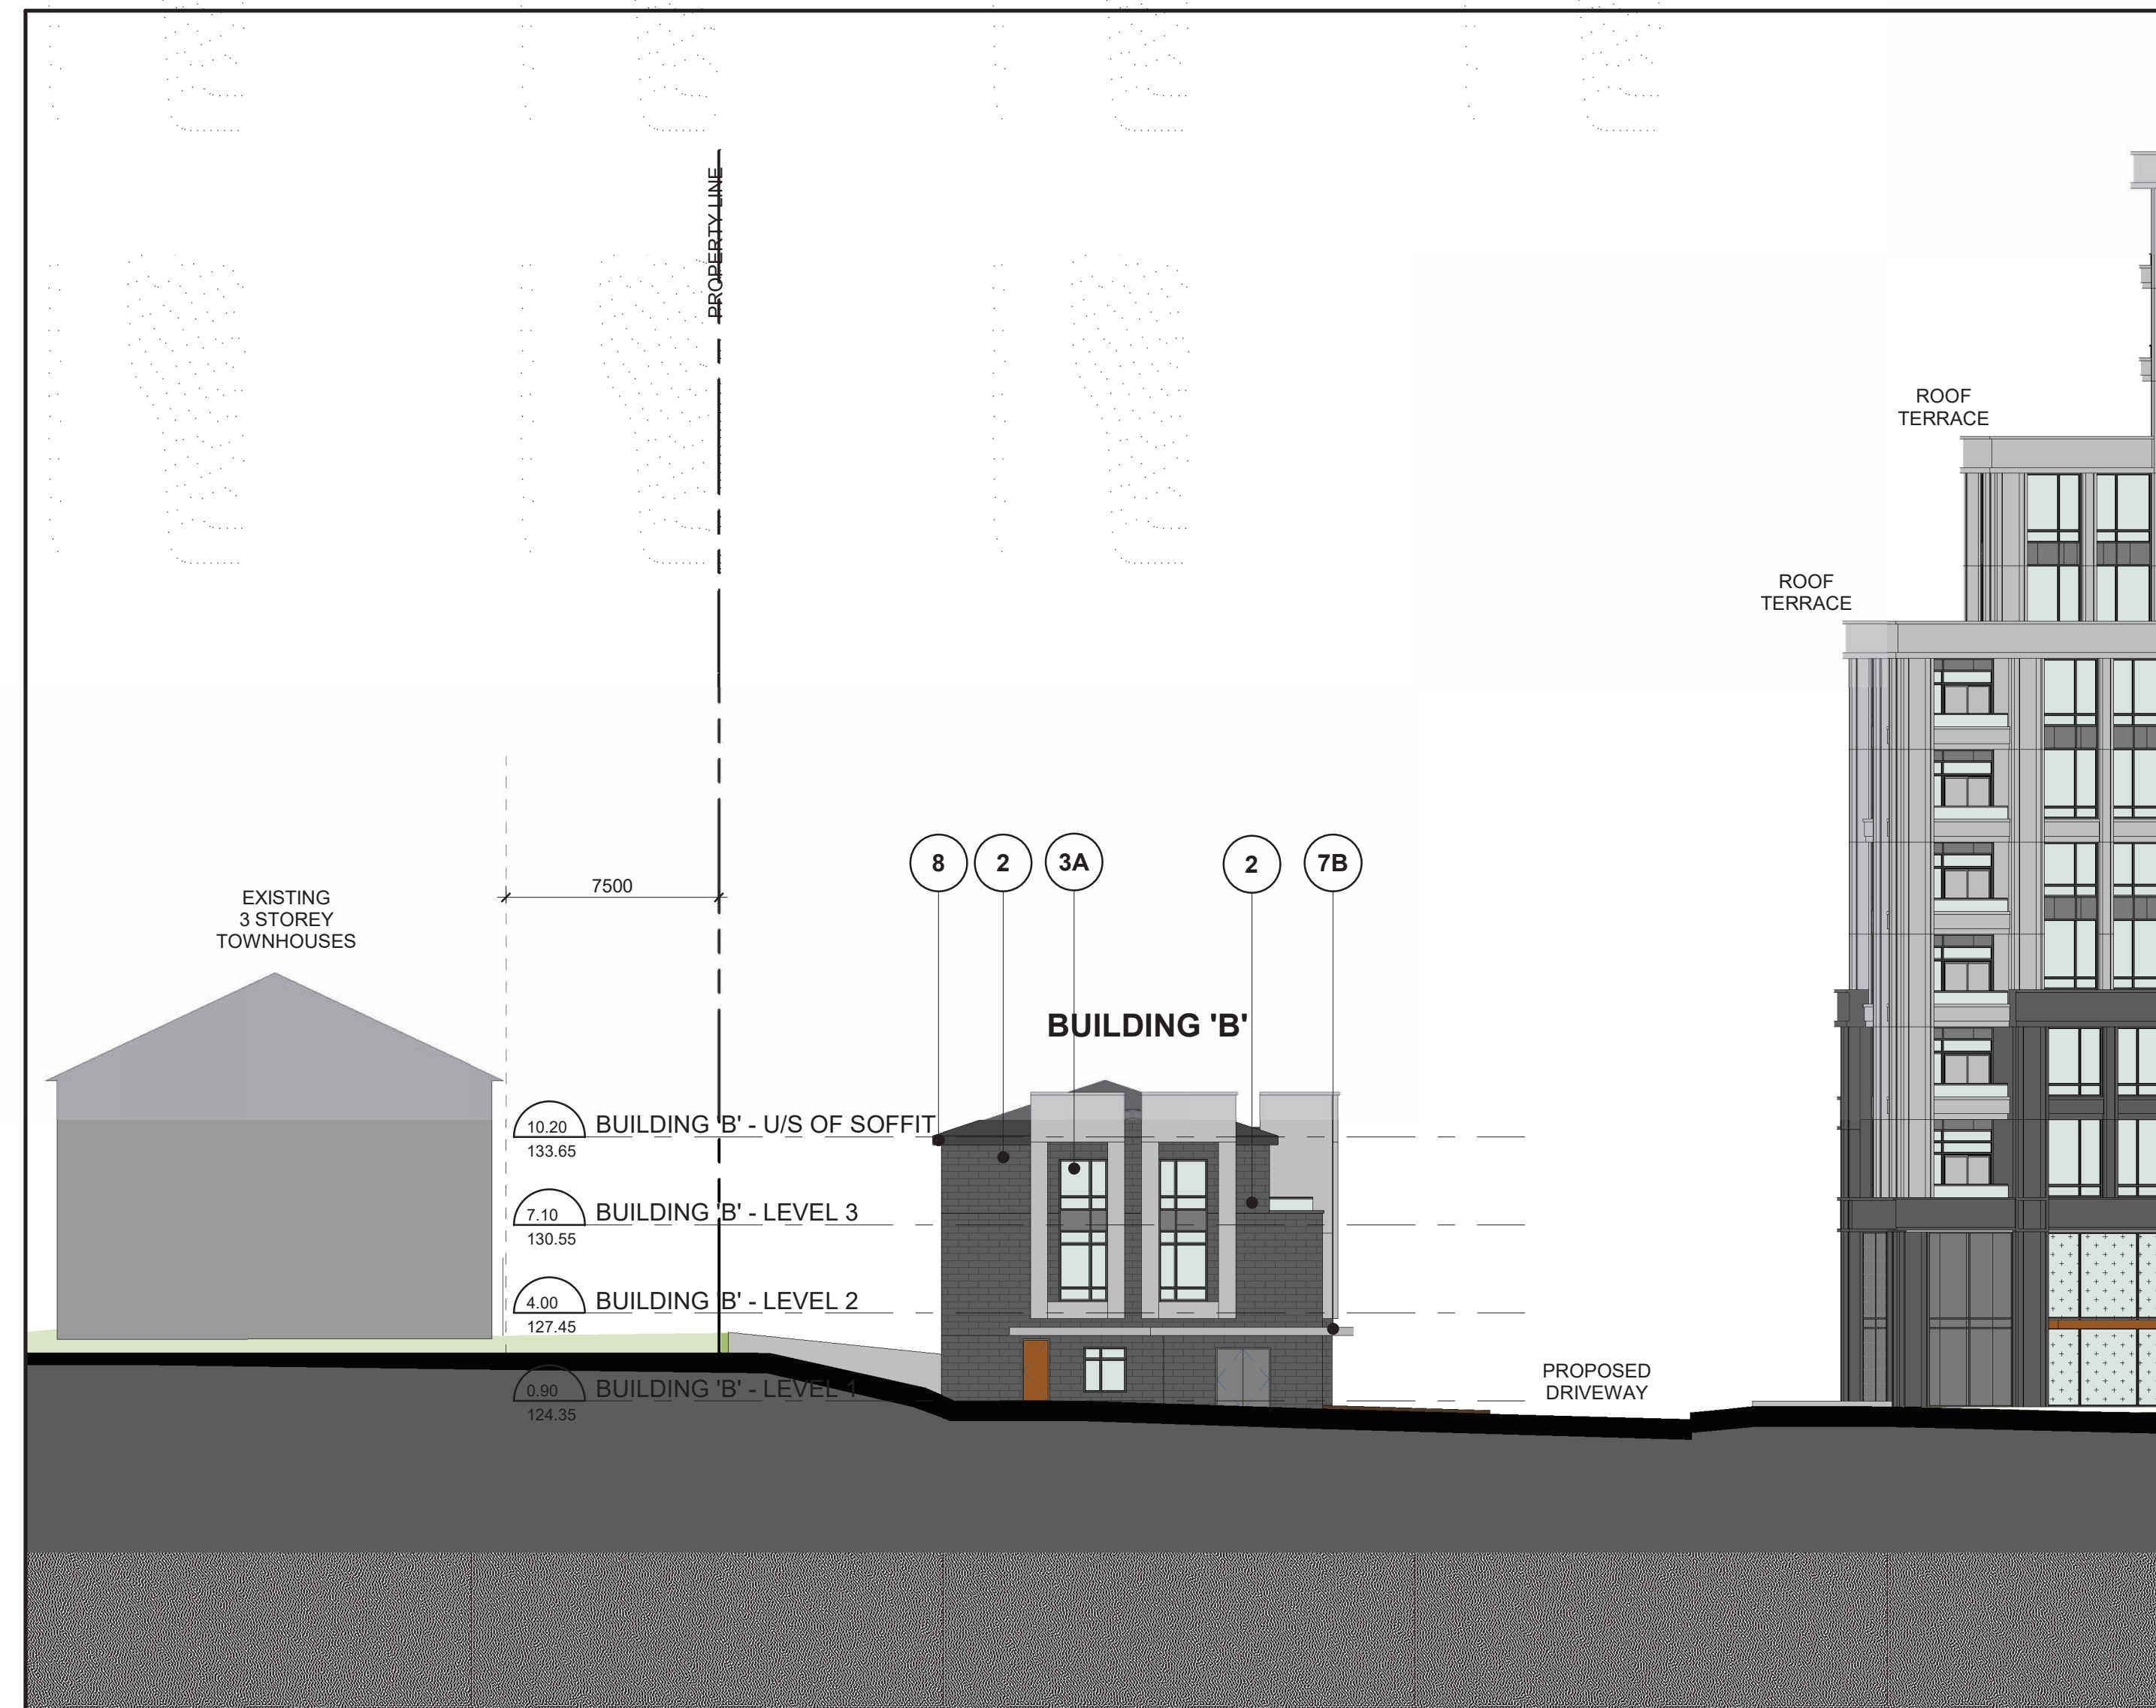 PROPERTY LINE
ROOF
TERRACE
ROOF
TERRACE
8
2
3A
2
7B
7500
EXISTING
3 STOREY
TOWNHOUSES
BUILDING 'B'
10.20
BUILDING 'B' - U/S OF SOFFIT
133.65
7.10
BUILDING 'B' - LEVEL 3
130.55
4.00
BUILDING 'B' - LEVEL 2
127.45
PROPOSED
DRIVEWAY
0.90
BUILDING 'B' - LEVEL 1
124.35